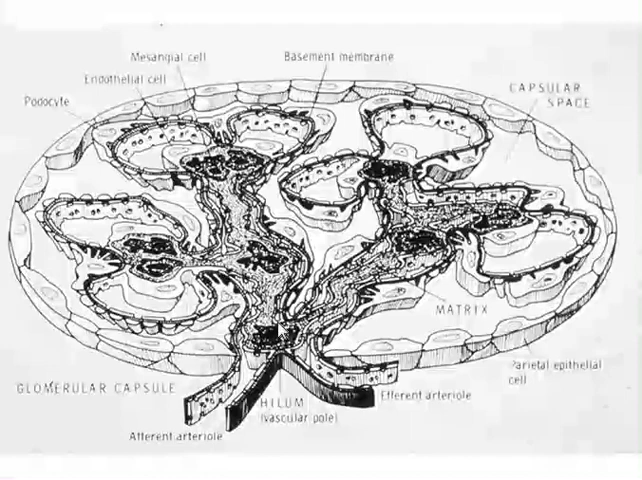 Mesangial cell
Basement membrane
Endothelial cell
Podocyte
CAPSULAR
SPACE
MATRIX
Parietal epithelial
cell
GLOMERULAR CAPSULE
HILUM
(vascular pole)
Efferent arteriole
Afferent arteriole